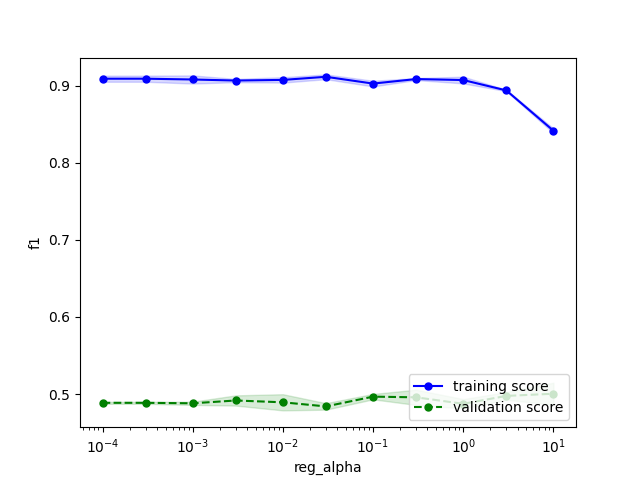 0.9
0.8
0.7
0.6
0.5
f1
training score
validation score
10⁻⁴ 10⁻³ 10⁻² 10⁻¹ 10⁰ 10¹
reg_alpha